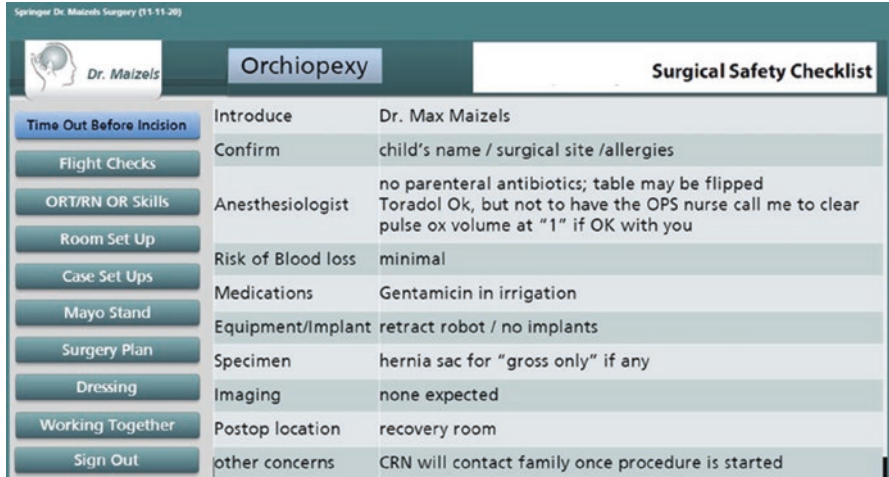 Springer Dr. Maizels Surgery (11-11-20)
Dr. Maizels
Orchiopexy
Surgical Safety Checklist
Time Out Before Incision
Flight Checks
ORT/RN OR Skills
Room Set Up
Case Set Ups
Mayo Stand
Surgery Plan
Dressing
Working Together
Sign Out
Introduce Dr. Max Maizels
Confirm child's name / surgical site /allergies
Anesthesiologist no parenteral antibiotics; table may be flipped
Toradol Ok, but not to have the OPS nurse call me to clear
pulse ox volume at “1” if OK with you
Risk of Blood loss minimal
Medications Gentamicin in irrigation
Equipment/Implant retract robot / no implants
Specimen hernia sac for “gross only” if any
Imaging none expected
Postop location recovery room
other concerns CRN will contact family once procedure is started